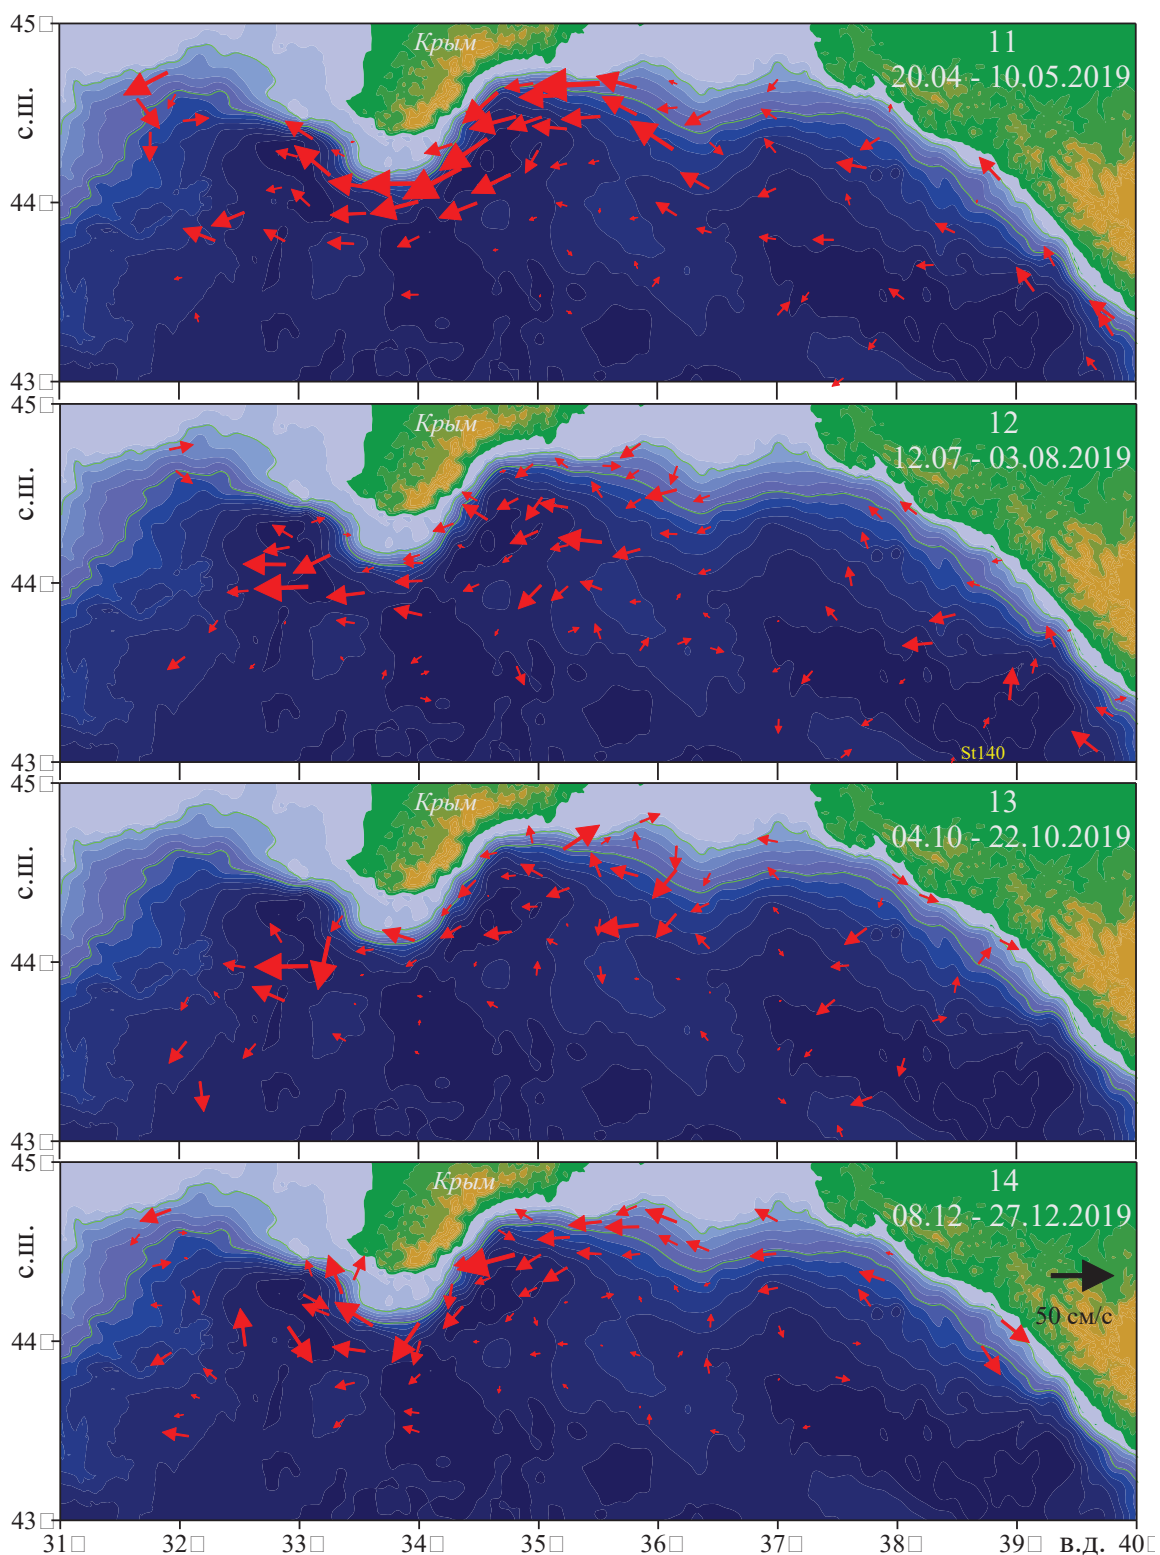 45□
Крым
11
20.04 - 10.05.2019
с.ш.
44□
43□
45□
Крым
12
12.07 - 03.08.2019
с.ш.
44□
St140
43□
45□
Крым
13
04.10 - 22.10.2019
с.ш.
44□
43□
45□
Крым
14
08.12 - 27.12.2019
с.ш.
50 см/с
44□
43□
31□ 32□ 33□ 34□ 35□ 36□ 37□ 38□ 39□ в.д. 40□